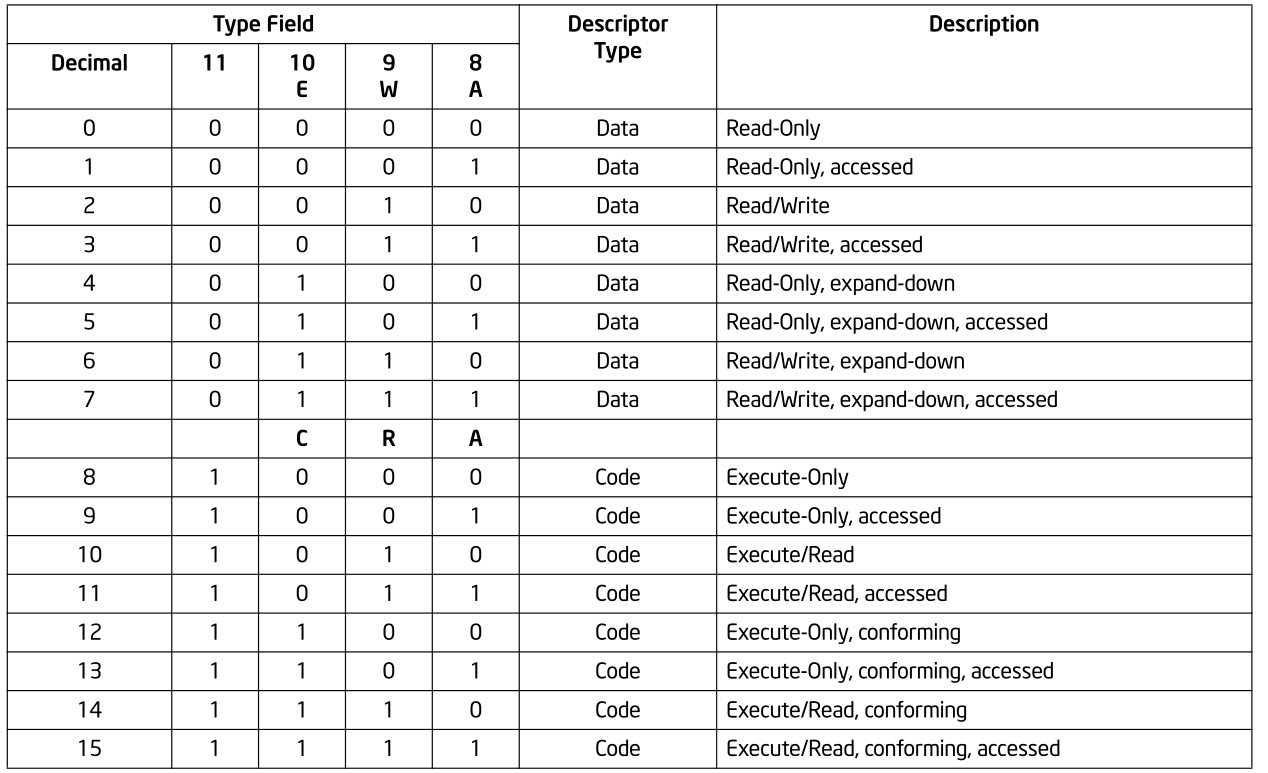 Type Field Descriptor Type Description
Decimal 11 10 E 9 W 8 A
0 0 0 0 0 Data Read-Only
1 0 0 0 1 Data Read-Only, accessed
2 0 0 1 0 Data Read/Write
3 0 0 1 1 Data Read/Write, accessed
4 0 1 0 0 Data Read-Only, expand-down
5 0 1 0 1 Data Read-Only, expand-down, accessed
6 0 1 1 0 Data Read/Write, expand-down
7 0 1 1 1 Data Read/Write, expand-down, accessed
C R A
8 1 0 0 0 Code Execute-Only
9 1 0 0 1 Code Execute-Only, accessed
10 1 0 1 0 Code Execute/Read
11 1 0 1 1 Code Execute/Read, accessed
12 1 1 0 0 Code Execute-Only, conforming
13 1 1 0 1 Code Execute-Only, conforming, accessed
14 1 1 1 0 Code Execute/Read, conforming
15 1 1 1 1 Code Execute/Read, conforming, accessed